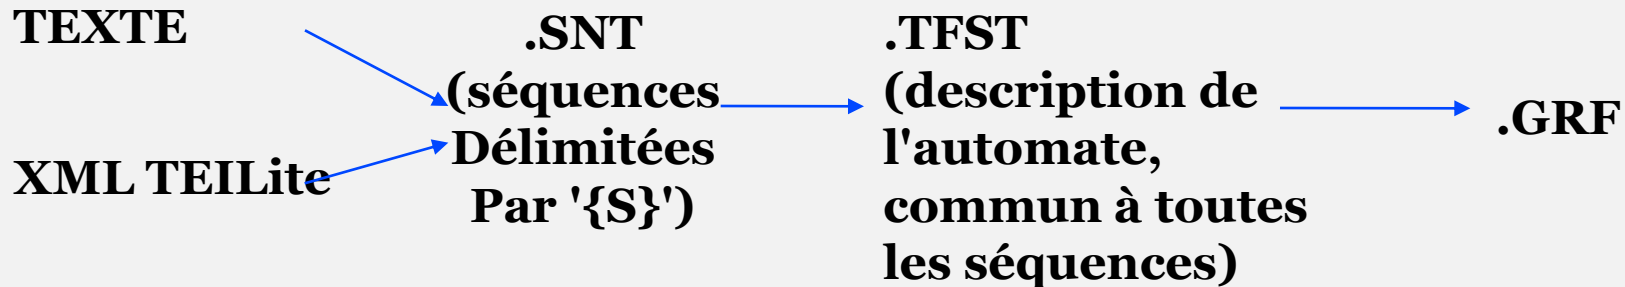 TEXTE
XML TEILite
.SNT
(séquences
Délimitées
Par '{S}')
.TFST
(description de
l'automate,
commun à toutes
les séquences)
.GRF